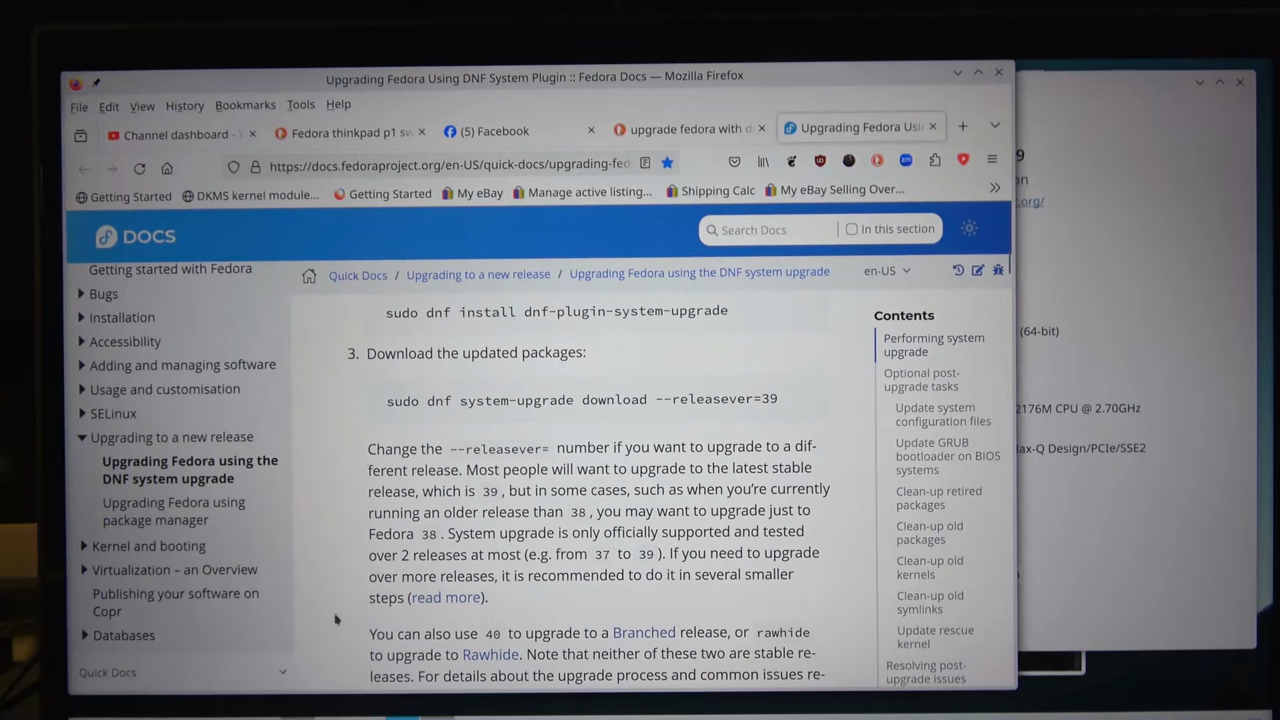 Upgrading Fedora Using DNF System Plugin :: Fedora Docs — Mozilla Firefox
File Edit View History Bookmarks Tools Help
Channel dashboard -
Fedora thinkpad p1 sw
(5) Facebook
upgrade fedora with d
Upgrading Fedora Usi
https://docs.fedoraproject.org/en-US/quick-docs/upgrading-fed
Getting Started
DKMS kernel module...
Getting Started
My eBay
Manage active listing...
Shipping Calc
My eBay Selling Over...
DOCS
Search Docs
In this section
Quick Docs / Upgrading to a new release / Upgrading Fedora using the DNF system upgrade
en-US
Getting started with Fedora
Bugs
Installation
Accessibility
Adding and managing software
Usage and customisation
SELinux
Upgrading to a new release
Upgrading Fedora using the
DNF system upgrade
Upgrading Fedora using
package manager
Kernel and booting
Virtualization – an Overview
Publishing your software on
Copr
Databases
Quick Docs
sudo dnf install dnf-plugin-system-upgrade
3. Download the updated packages:
sudo dnf system-upgrade download --releasever=39
Change the --releasever= number if you want to upgrade to a dif-
ferent release. Most people will want to upgrade to the latest stable
release, which is 39 , but in some cases, such as when you’re currently
running an older release than 38 , you may want to upgrade just to
Fedora 38 . System upgrade is only officially supported and tested
over 2 releases at most (e.g. from 37 to 39 ). If you need to upgrade
over more releases, it is recommended to do it in several smaller
steps (read more).
You can also use 40 to upgrade to a Branched release, or rawhide
to upgrade to Rawhide. Note that neither of these two are stable re-
leases. For details about the upgrade process and common issues re-
Contents
Performing system
upgrade
Optional post-
upgrade tasks
Update system
configuration files
Update GRUB
bootloader on BIOS
systems
Clean-up retired
packages
Clean-up old
packages
Clean-up old
kernels
Clean-up old
symlinks
Update rescue
kernel
Resolving post-
upgrade issues
9
on
.org/
(64-bit)
2176M CPU @ 2.70GHz
lax-Q Design/PCIe/SSE2